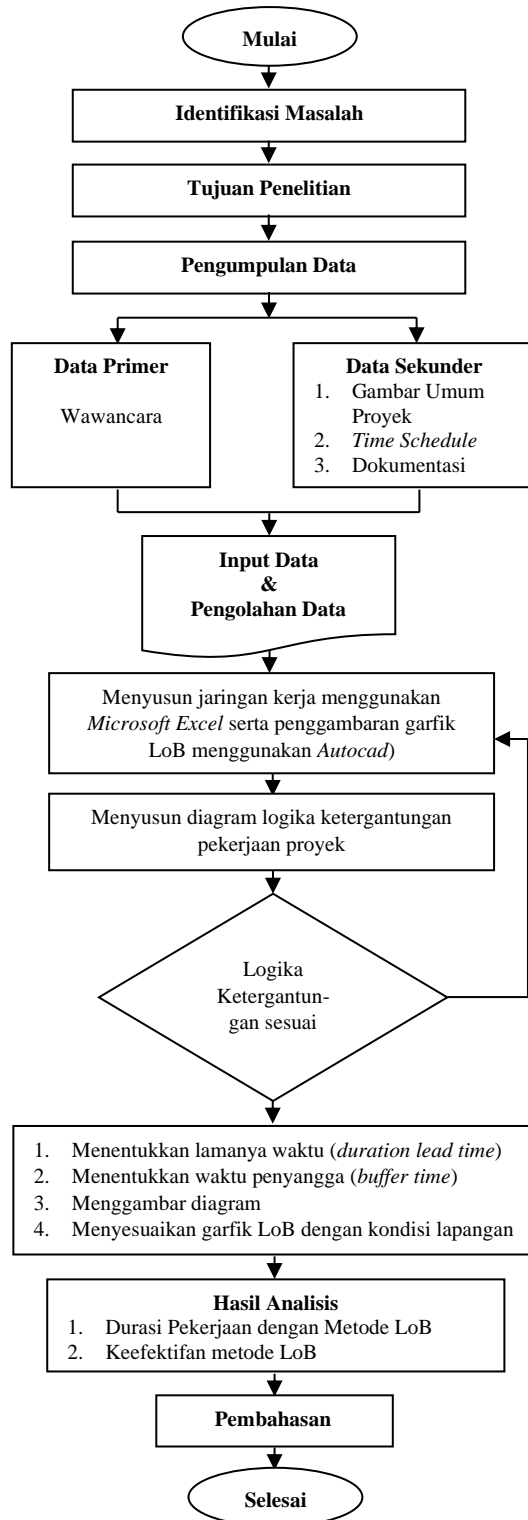 Mulai
Identifikasi Masalah
Tujuan Penelitian
Pengumpulan Data
Data Primer
Wawancara
Data Sekunder
1. Gambar Umum
Proyek
2. Time Schedule
3. Dokumentasi
Input Data
&
Pengolahan Data
Menyusun jaringan kerja menggunakan
Microsoft Excel serta penggambaran garfik
LoB menggunakan Autocad)
Menyusun diagram logika ketergantungan
pekerjaan proyek
Logika
Ketergantun-
gan sesuai
1. Menentukkan lamanya waktu (duration lead time)
2. Menentukkan waktu penyangga (buffer time)
3. Menggambar diagram
4. Menyesuaikan garfik LoB dengan kondisi lapangan
Hasil Analisis
1. Durasi Pekerjaan dengan Metode LoB
2. Keefektifan metode LoB
Pembahasan
Selesai